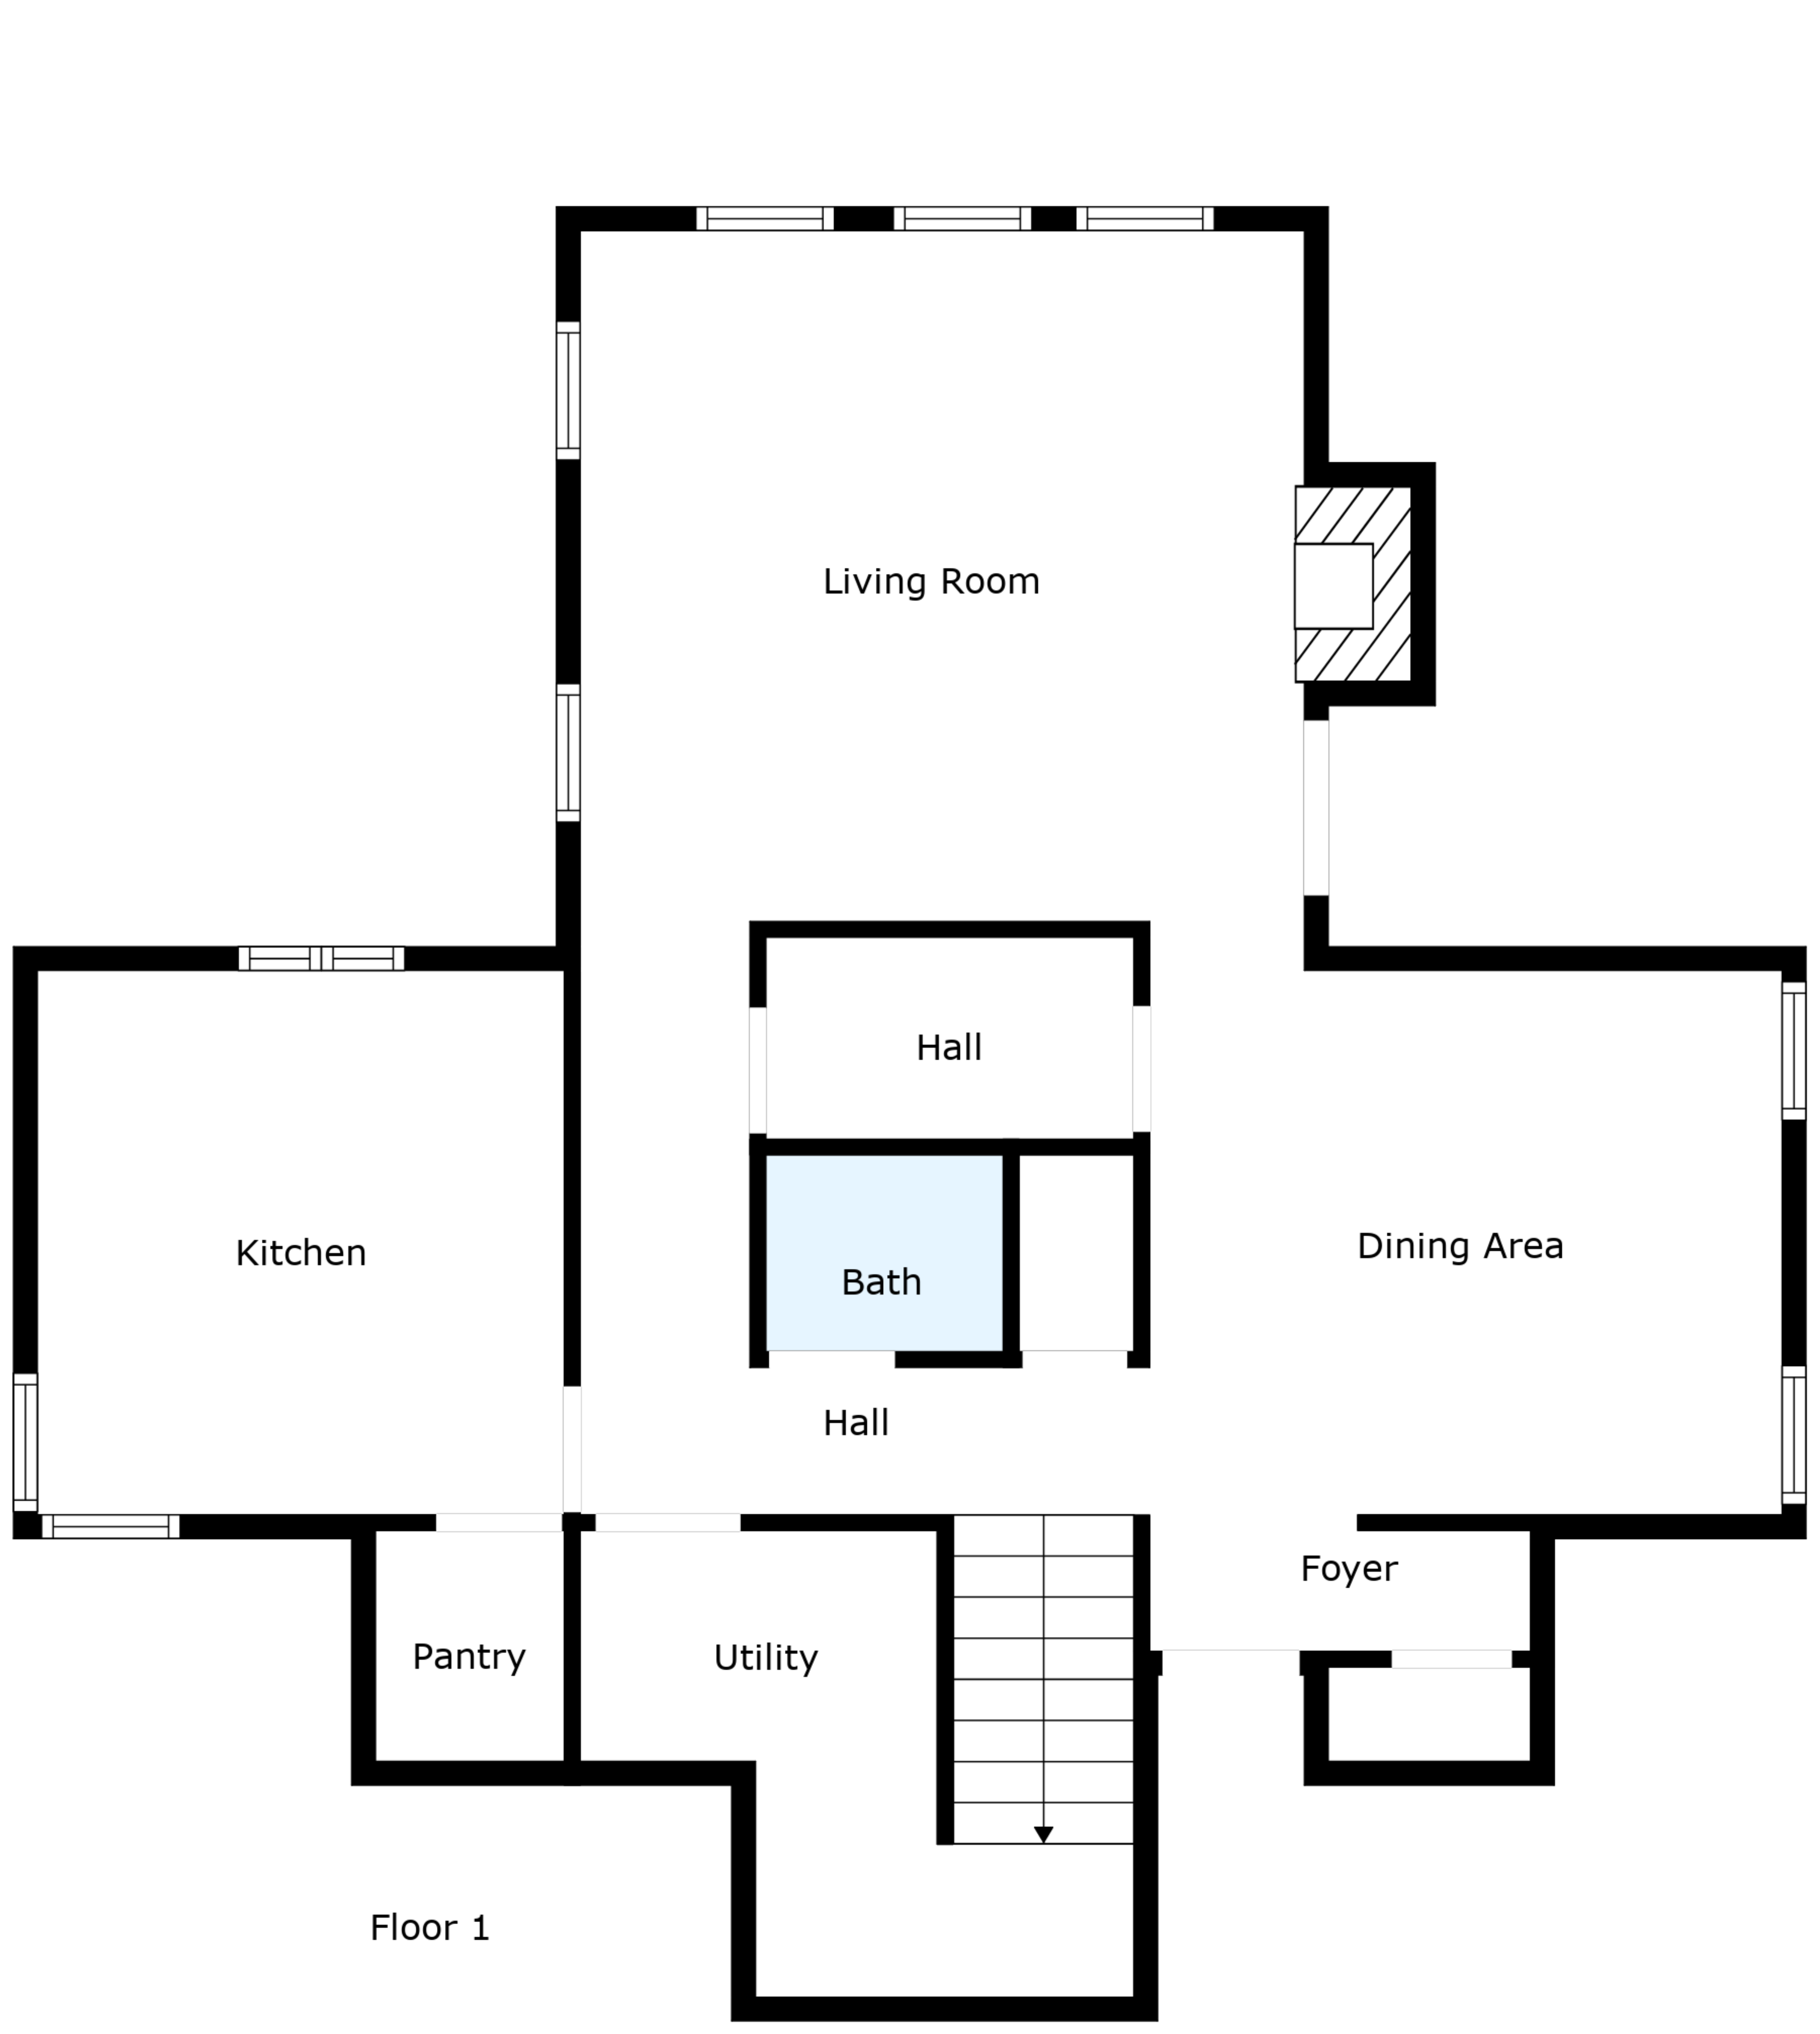 Living Room
Hall
Kitchen
Dining Area
Bath
Hall
Foyer
Pantry
Utility
Floor 1